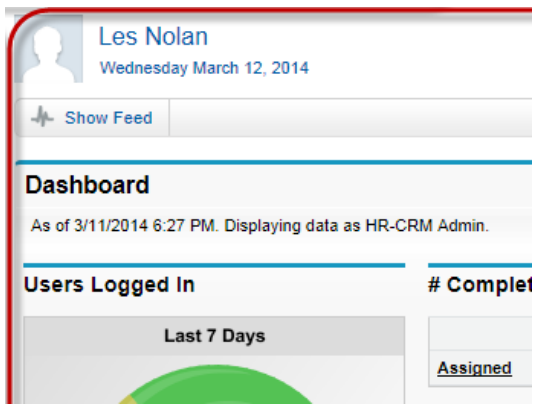 Les Nolan
Wednesday March 12, 2014
Show Feed
Dashboard
As of 3/11/2014 6:27 PM. Displaying data as HR-CRM Admin.
Users Logged In
# Complet
Last 7 Days
Assigned